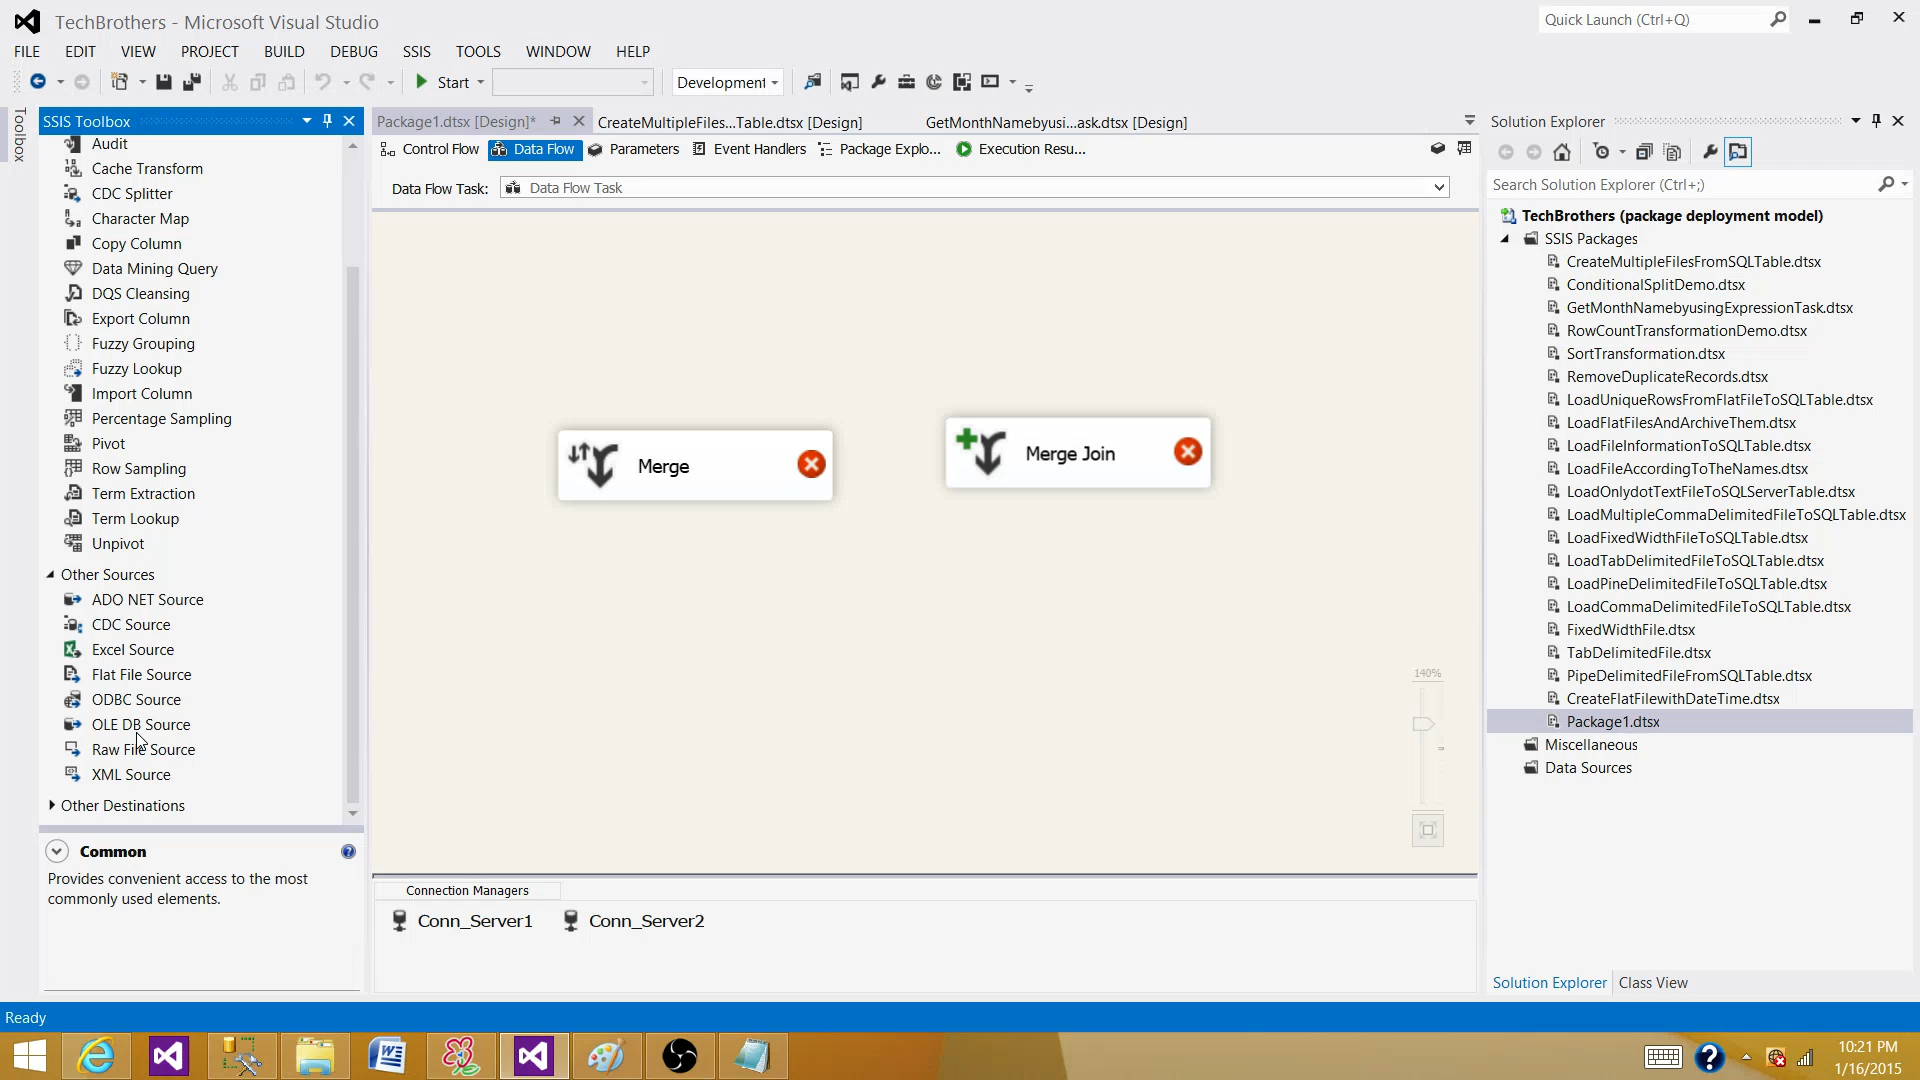 TechBrothers - Microsoft Visual Studio
Quick Launch (Ctrl+Q)
FILE EDIT VIEW PROJECT BUILD DEBUG SSIS TOOLS WINDOW HELP
Start Development
Toolbox
SSIS Toolbox
Audit
Cache Transform
CDC Splitter
Character Map
Copy Column
Data Mining Query
DQS Cleansing
Export Column
Fuzzy Grouping
Fuzzy Lookup
Import Column
Percentage Sampling
Pivot
Row Sampling
Term Extraction
Term Lookup
Unpivot
Other Sources
ADO NET Source
CDC Source
Excel Source
Flat File Source
ODBC Source
OLE DB Source
Raw File Source
XML Source
Other Destinations
Common
Provides convenient access to the most
commonly used elements.
Package1.dtsx [Design]* CreateMultipleFiles...Table.dtsx [Design] GetMonthNamebyusi...ask.dtsx [Design]
Control Flow Data Flow Parameters Event Handlers Package Explo... Execution Resu...
Data Flow Task: Data Flow Task
Merge
Merge Join
140%
Connection Managers
Conn_Server1 Conn_Server2
Solution Explorer
Search Solution Explorer (Ctrl+;)
TechBrothers (package deployment model)
SSIS Packages
CreateMultipleFilesFromSQLTable.dtsx
ConditionalSplitDemo.dtsx
GetMonthNamebyusingExpressionTask.dtsx
RowCountTransformationDemo.dtsx
SortTransformation.dtsx
RemoveDuplicateRecords.dtsx
LoadUniqueRowsFromFlatFileToSQLTable.dtsx
LoadFlatFilesAndArchiveThem.dtsx
LoadFileInformationToSQLTable.dtsx
LoadFileAccordingToTheNames.dtsx
LoadOnlydotTextFileToSQLServerTable.dtsx
LoadMultipleCommaDelimitedFileToSQLTable.dtsx
LoadFixedWidthFileToSQLTable.dtsx
LoadTabDelimitedFileToSQLTable.dtsx
LoadPineDelimitedFileToSQLTable.dtsx
LoadCommaDelimitedFileToSQLTable.dtsx
FixedWidthFile.dtsx
TabDelimitedFile.dtsx
PipeDelimitedFileFromSQLTable.dtsx
CreateFlatFilewithDateTime.dtsx
Package1.dtsx
Miscellaneous
Data Sources
Solution Explorer Class View
Ready
10:21 PM
1/16/2015